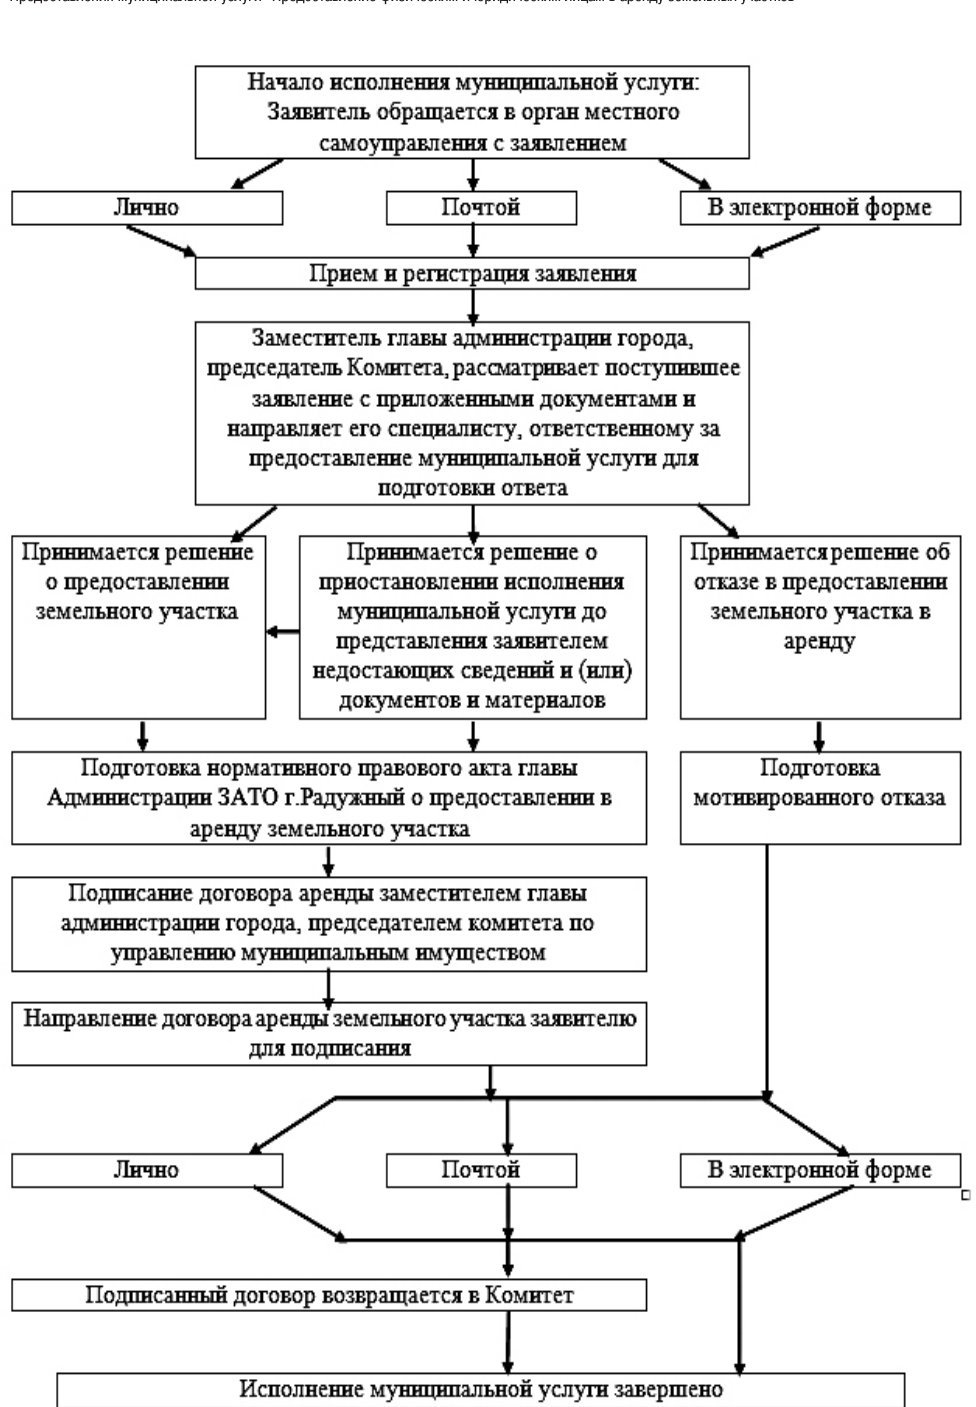 Начало исполнения муниципальной услуги:
Заявитель обращается в орган местного
самоуправления с заявлением
Лично
Почтой
В электронной форме
Прием и регистрация заявления
Заместитель главы администрации города,
председатель Комитета, рассматривает поступившее
заявление с приложенными документами и
направляет его специалисту, ответственному за
предоставление муниципальной услуги для
подготовки ответа
Принимается решение
о предоставлении
земельного участка
Принимается решение о
приостановлении исполнения
муниципальной услуги до
представления заявителем
недостающих сведений и (или)
документов и материалов
Принимается решение об
отказе в предоставлении
земельного участка в
аренду
Подготовка нормативного правового акта главы
Администрации ЗАТО г.Радужный о предоставлении в
аренду земельного участка
Подготовка
мотивированного отказа
Подписание договора аренды заместителем главы
администрации города, председателем комитета по
управлению муниципальным имуществом
Направление договора аренды земельного участка заявителю
для подписания
Лично
Почтой
В электронной форме
Подписанный договор возвращается в Комитет
Исполнение муниципальной услуги завершено